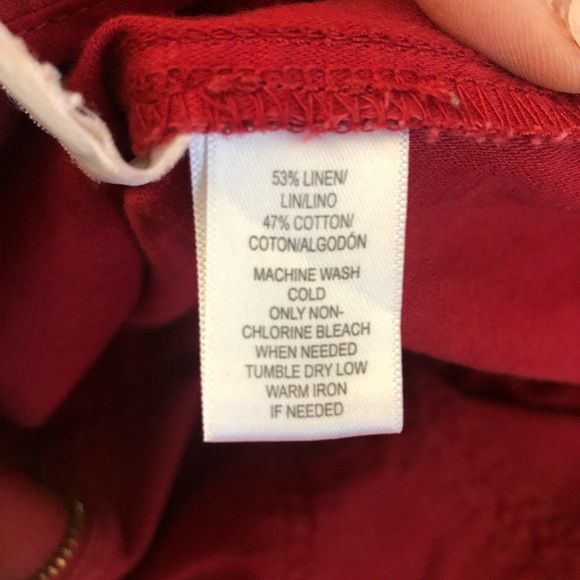 53% LINEN/
LIN/LINO
47% COTTON/
COTON/ALGODÓN
MACHINE WASH
COLD
ONLY NON-
CHLORINE BLEACH
WHEN NEEDED
TUMBLE DRY LOW
WARM IRON
IF NEEDED